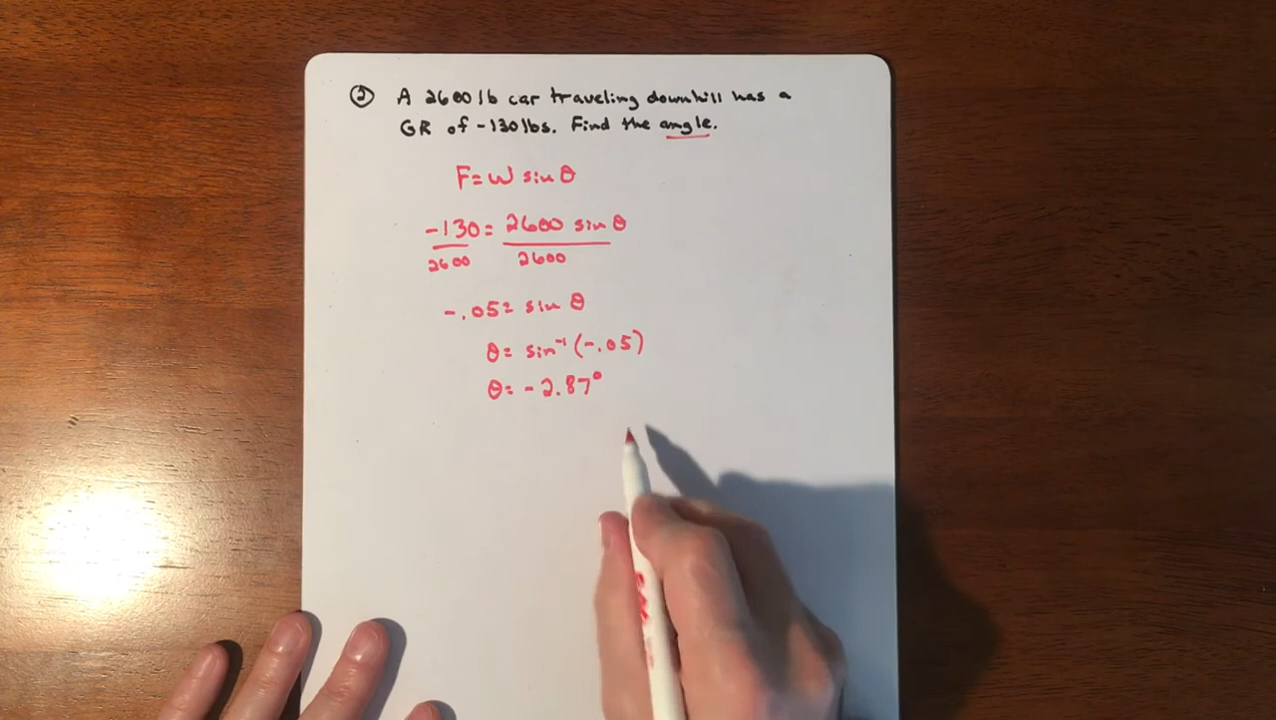 ② A 2600 lb car traveling downhill has a
GR of -130 lbs. Find the angle.
F = W sin θ
-130 = 2600 sin θ
2600 2600
-.05 = sin θ
θ = sin⁻¹(-.05)
θ = -2.87°